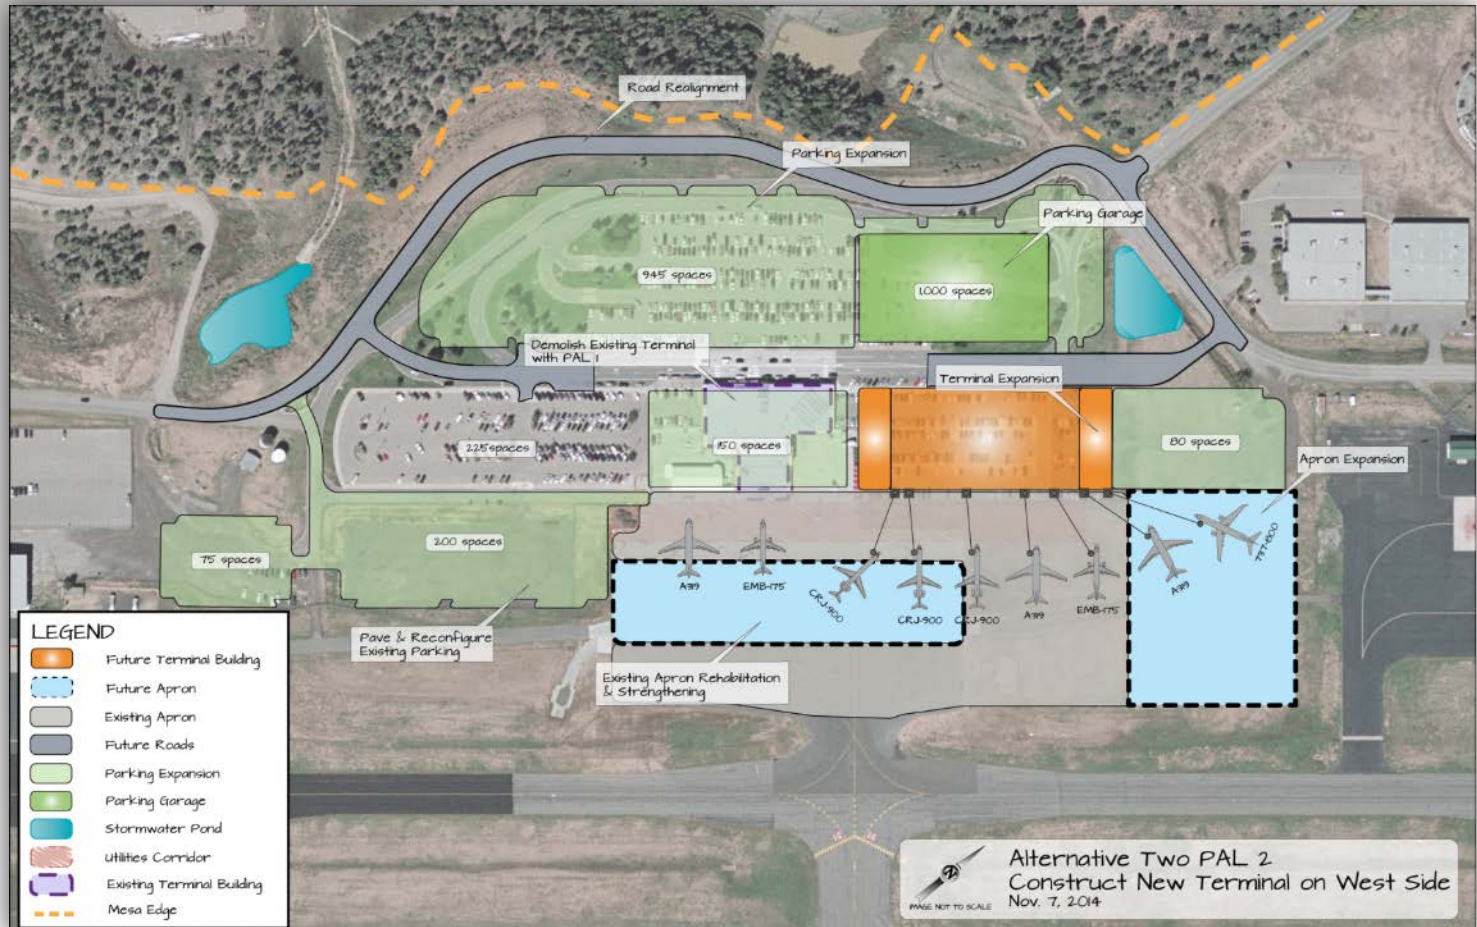 Road Realignment
Parking Expansion
Parking Garage
945 spaces
1,000 spaces
Demolish Existing Terminal
with PAL 1
Terminal Expansion
225 spaces
150 spaces
80 spaces
Apron Expansion
75 spaces
200 spaces
A319
EMB-175
CRJ-900
CRJ-900
CRJ-900
A319
EMB-175
A319
737-800
Pave & Reconfigure
Existing Parking
Existing Apron Rehabilitation
& Strengthening
LEGEND
Future Terminal Building
Future Apron
Existing Apron
Future Roads
Parking Expansion
Parking Garage
Stormwater Pond
Utilities Corridor
Existing Terminal Building
Mesa Edge
IMAGE NOT TO SCALE
Alternative Two PAL 2
Construct New Terminal on West Side
Nov. 7, 2014